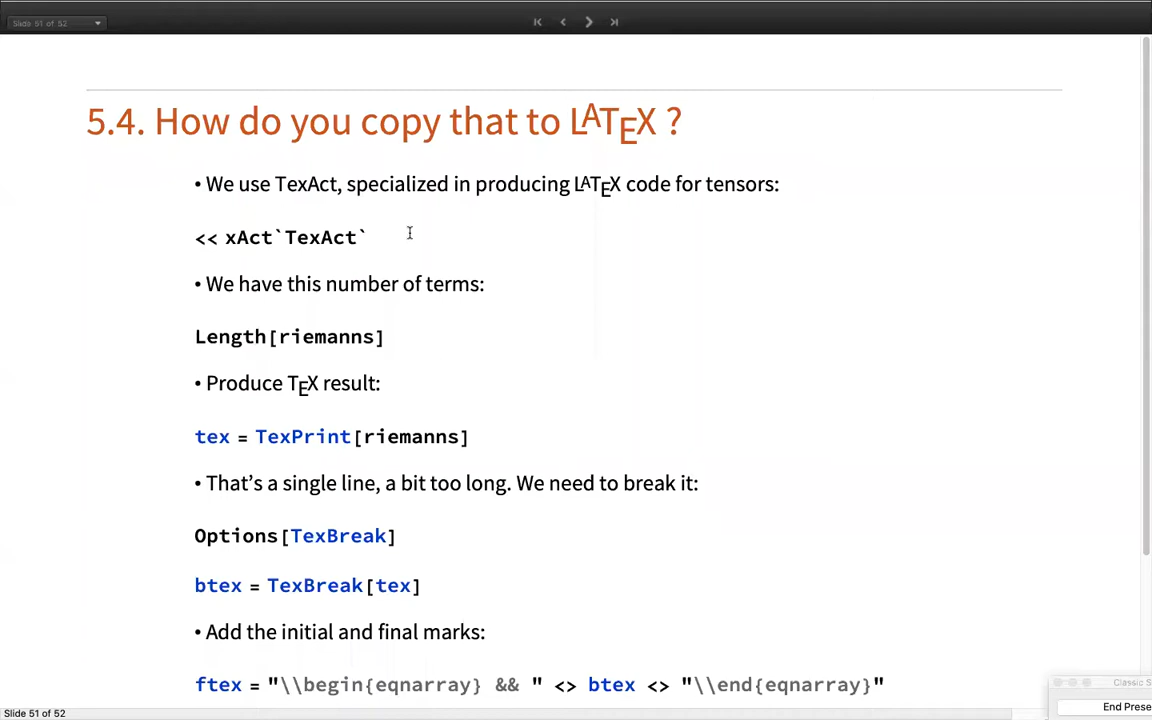 Slide 51 of 52
5.4. How do you copy that to LATEX ?
• We use TexAct, specialized in producing LATEX code for tensors:
<< xAct`TexAct`
• We have this number of terms:
Length[riemanns]
• Produce TEX result:
tex = TexPrint[riemanns]
• That’s a single line, a bit too long. We need to break it:
Options[TexBreak]
btex = TexBreak[tex]
• Add the initial and final marks:
ftex = "\\begin{eqnarray} && " <> btex <> "\\end{eqnarray}"
Classic S
End Prese
Slide 51 of 52